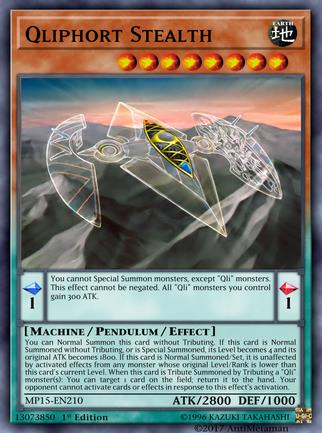 Qliphort Stealth
EARTH
地
You cannot Special Summon monsters, except "Qli" monsters.
This effect cannot be negated. All "Qli" monsters you control
gain 300 ATK.
1
1
[Machine / Pendulum / Effect]
You can Normal Summon this card without Tributing. If this card is Normal
Summoned without Tributing, or is Special Summoned, its Level becomes 4 and its
original ATK becomes 1800. If this card is Normal Summoned/Set, it is unaffected
by activated effects from any monster whose original Level/Rank is lower than
this card's current Level. When this card is Tribute Summoned by Tributing a "Qli"
monster(s): You can target 1 card on the field; return it to the hand. Your
opponent cannot activate cards or effects in response to this effect's activation.
MP15-EN210
ATK/2800 DEF/1000
13073850
1st Edition
©1996 KAZUKI TAKAHASHI
©2017 AntiMetaman